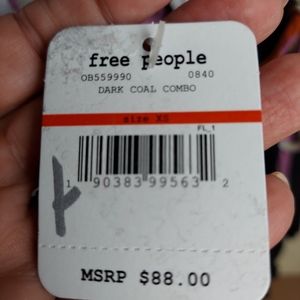 free people
OB559990 0840
DARK COAL COMBO
size XS
FL_1
1 90383 99563 2
MSRP $88.00